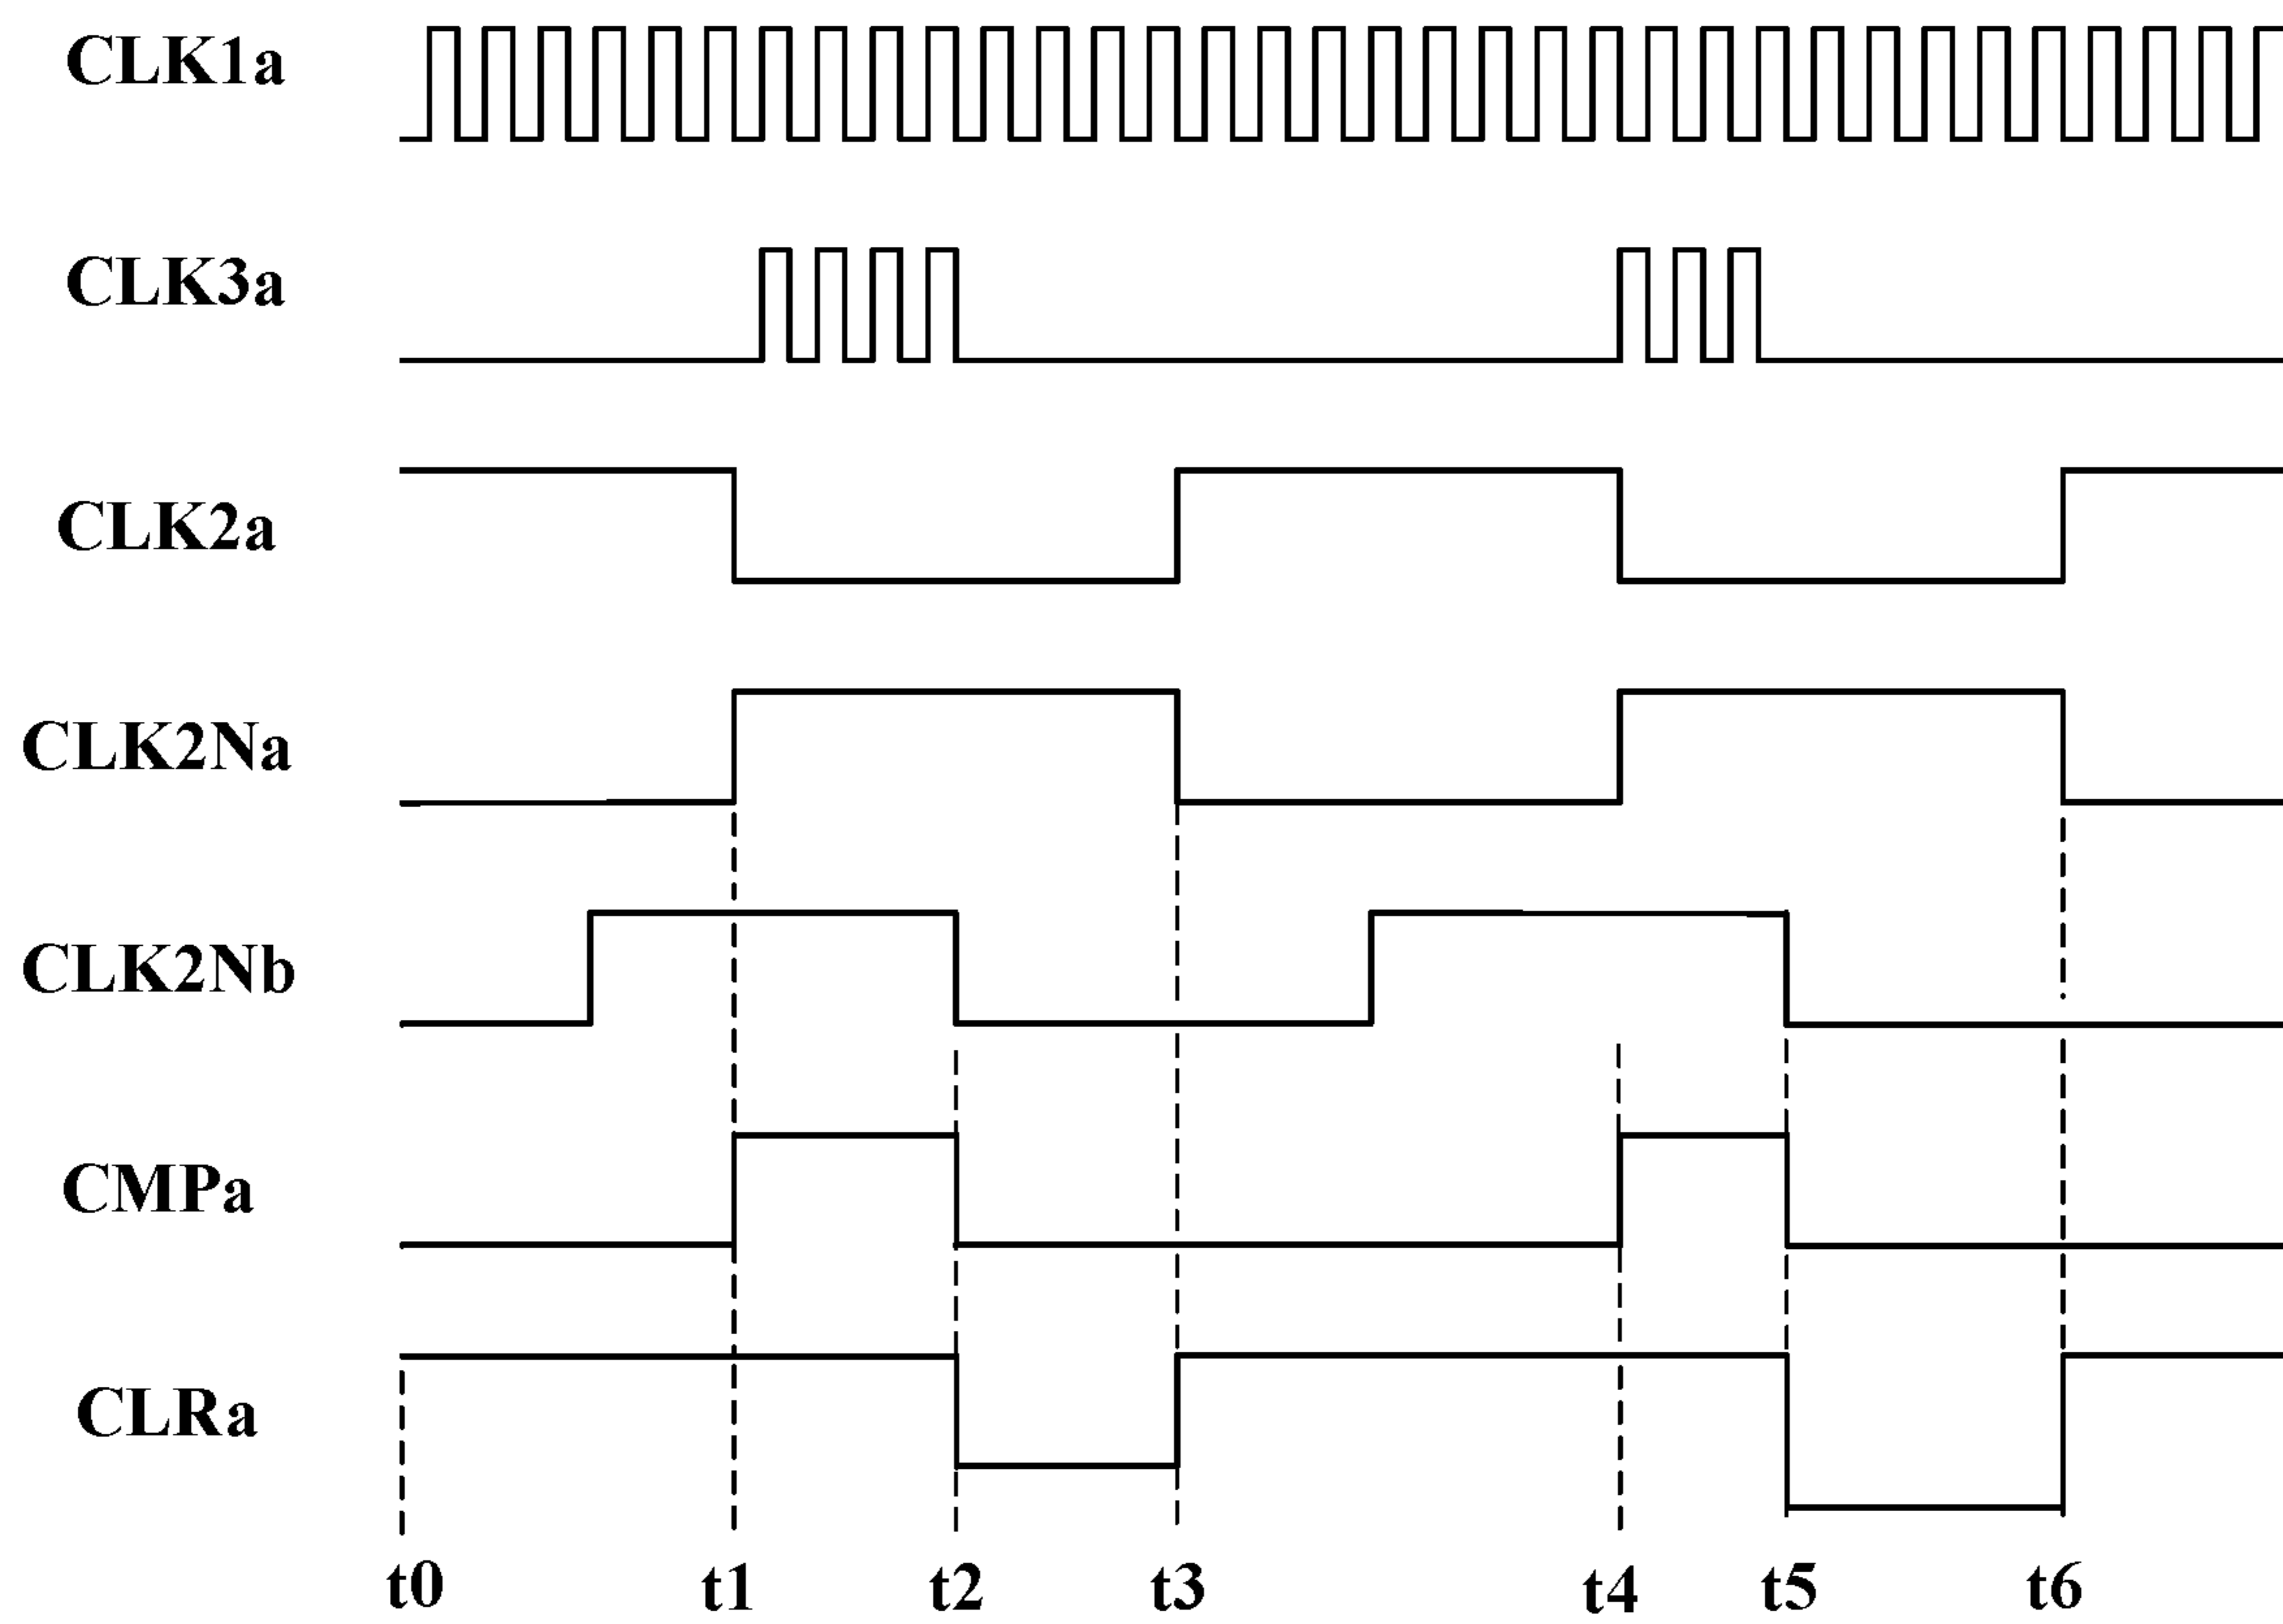 CLK1a
CLK3a
CLK2a
CLK2Na
CLK2Nb
CMPa
CLRa
t0 t1 t2 t3 t4 t5 t6